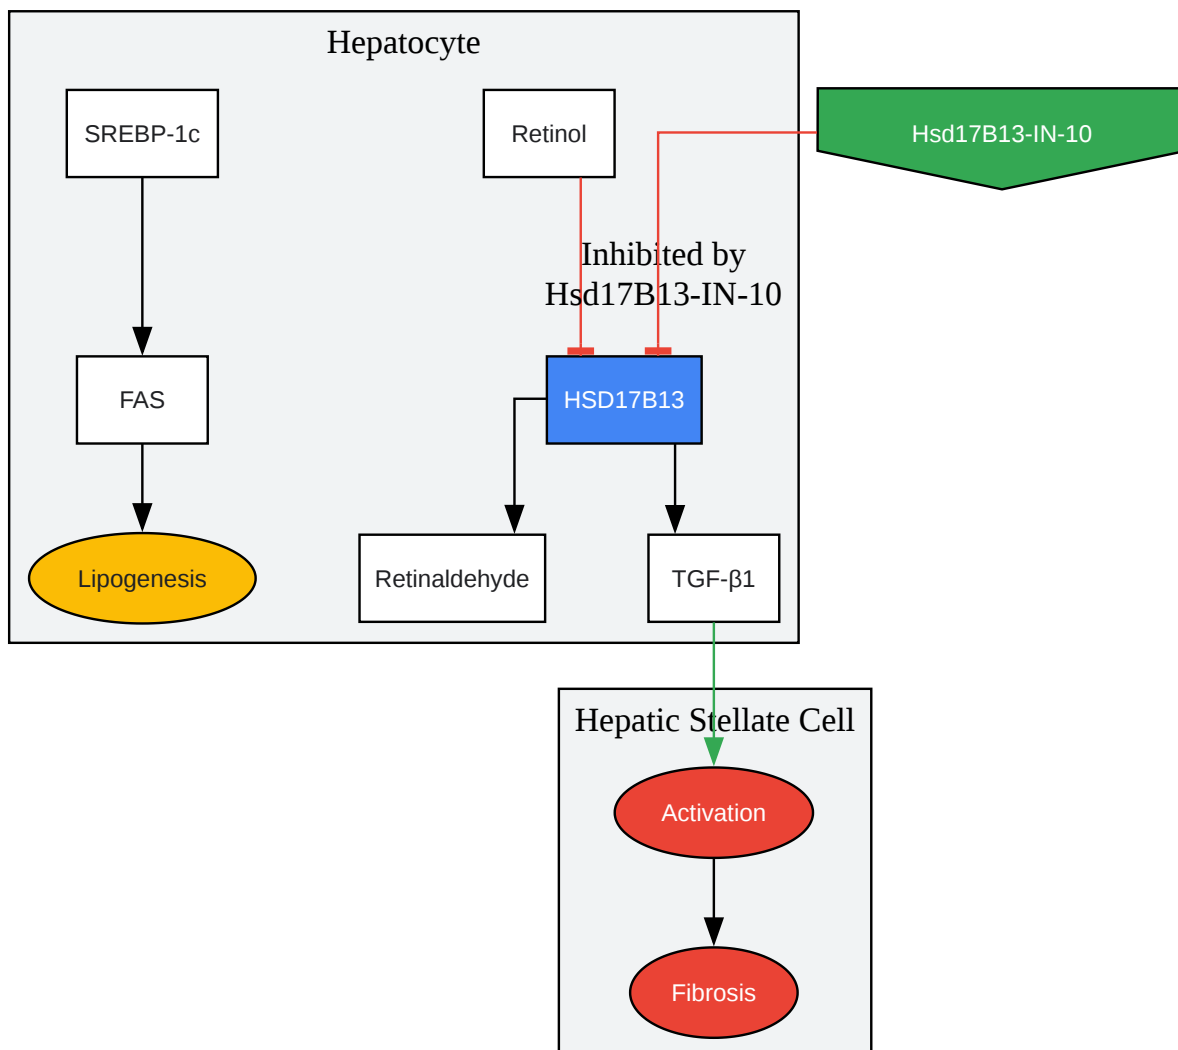 Hepatocyte
SREBP-1c
Retinol
Hsd17B13-IN-10
Inhibited by
Hsd17B13-IN-10
FAS
HSD17B13
Lipogenesis
Retinaldehyde
TGF-β1
Hepatic Stellate Cell
Activation
Fibrosis